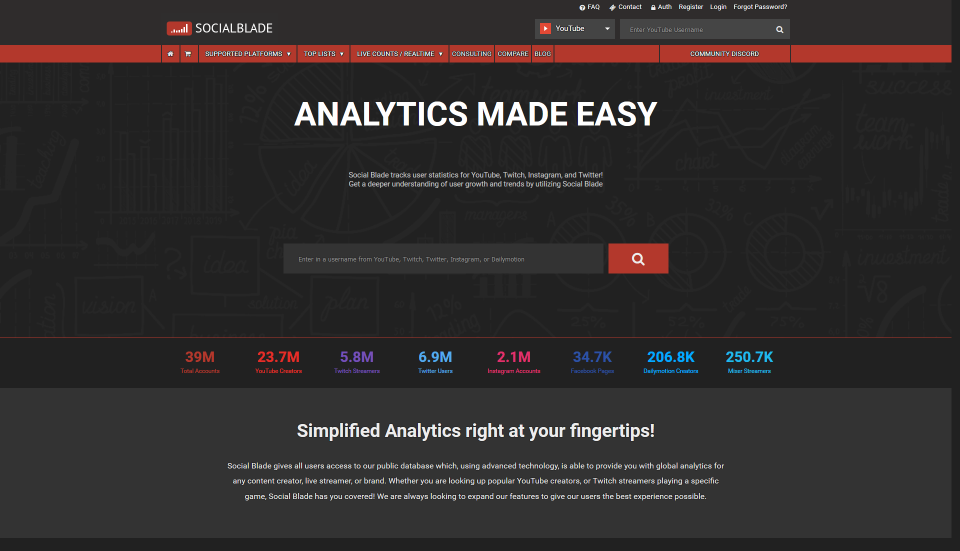 FAQ Contact Auth Register Login Forgot Password?
SOCIALBLADE
YouTube
Enter YouTube Username
SUPPORTED PLATFORMS TOP LISTS LIVE COUNTS / REALTIME CONSULTING COMPARE BLOG COMMUNITY DISCORD
ANALYTICS MADE EASY
Social Blade tracks user statistics for YouTube, Twitch, Instagram, and Twitter!
Get a deeper understanding of user growth and trends by utilizing Social Blade
Enter in a username from YouTube, Twitch, Twitter, Instagram, or Dailymotion
39M 23.7M 5.8M 6.9M 2.1M 34.7K 206.8K 250.7K
Total Accounts YouTube Creators Twitch Streamers Twitter Users Instagram Accounts Facebook Pages Dailymotion Creators Mixer Streamers
Simplified Analytics right at your fingertips!
Social Blade gives all users access to our public database which, using advanced technology, is able to provide you with global analytics for
any content creator, live streamer, or brand. Whether you are looking up popular YouTube creators, or Twitch streamers playing a specific
game, Social Blade has you covered! We are always looking to expand our features to give our users the best experience possible.